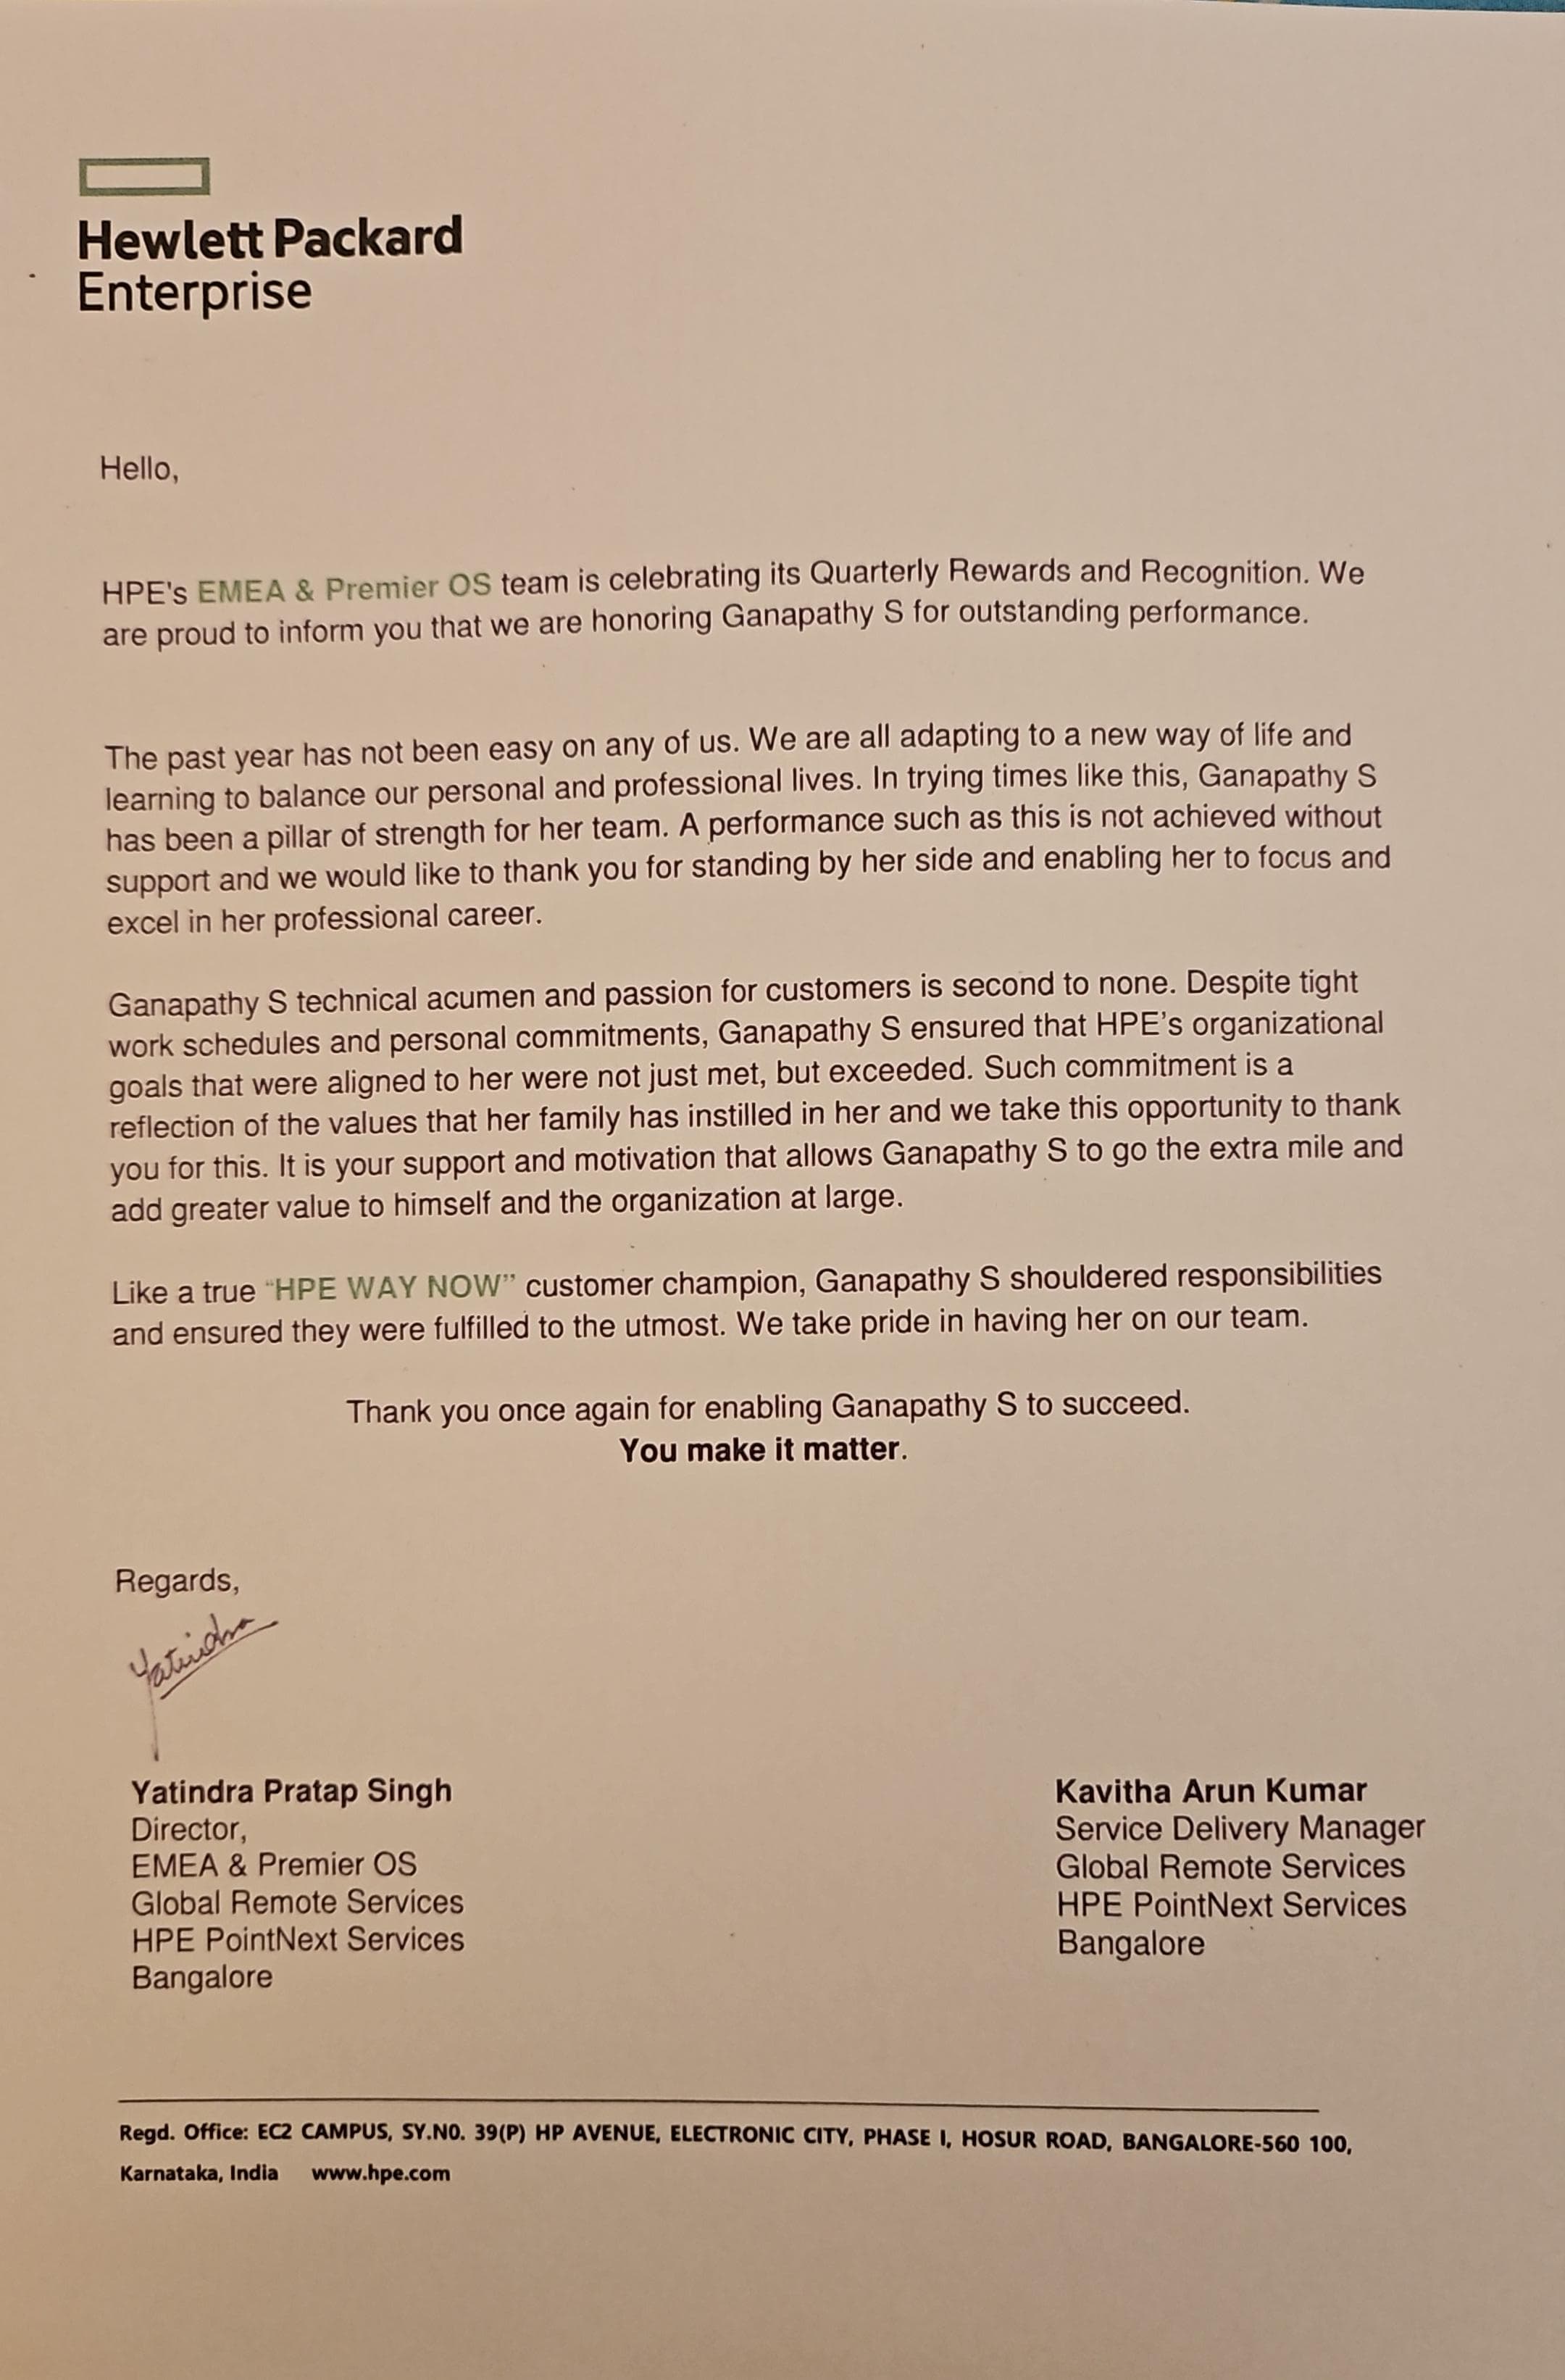 Hewlett Packard
Enterprise
Hello,
HPE's EMEA & Premier OS team is celebrating its Quarterly Rewards and Recognition. We
are proud to inform you that we are honoring Ganapathy S for outstanding performance.
The past year has not been easy on any of us. We are all adapting to a new way of life and
learning to balance our personal and professional lives. In trying times like this, Ganapathy S
has been a pillar of strength for her team. A performance such as this is not achieved without
support and we would like to thank you for standing by her side and enabling her to focus and
excel in her professional career.
Ganapathy S technical acumen and passion for customers is second to none. Despite tight
work schedules and personal commitments, Ganapathy S ensured that HPE's organizational
goals that were aligned to her were not just met, but exceeded. Such commitment is a
reflection of the values that her family has instilled in her and we take this opportunity to thank
you for this. It is your support and motivation that allows Ganapathy S to go the extra mile and
add greater value to himself and the organization at large.
Like a true “HPE WAY NOW” customer champion, Ganapathy S shouldered responsibilities
and ensured they were fulfilled to the utmost. We take pride in having her on our team.
Thank you once again for enabling Ganapathy S to succeed.
You make it matter.
Regards,
Yatindra
Yatindra Pratap Singh
Director,
EMEA & Premier OS
Global Remote Services
HPE PointNext Services
Bangalore
Kavitha Arun Kumar
Service Delivery Manager
Global Remote Services
HPE PointNext Services
Bangalore
Regd. Office: EC2 CAMPUS, SY.N0. 39(P) HP AVENUE, ELECTRONIC CITY, PHASE I, HOSUR ROAD, BANGALORE-560 100,
Karnataka, India www.hpe.com